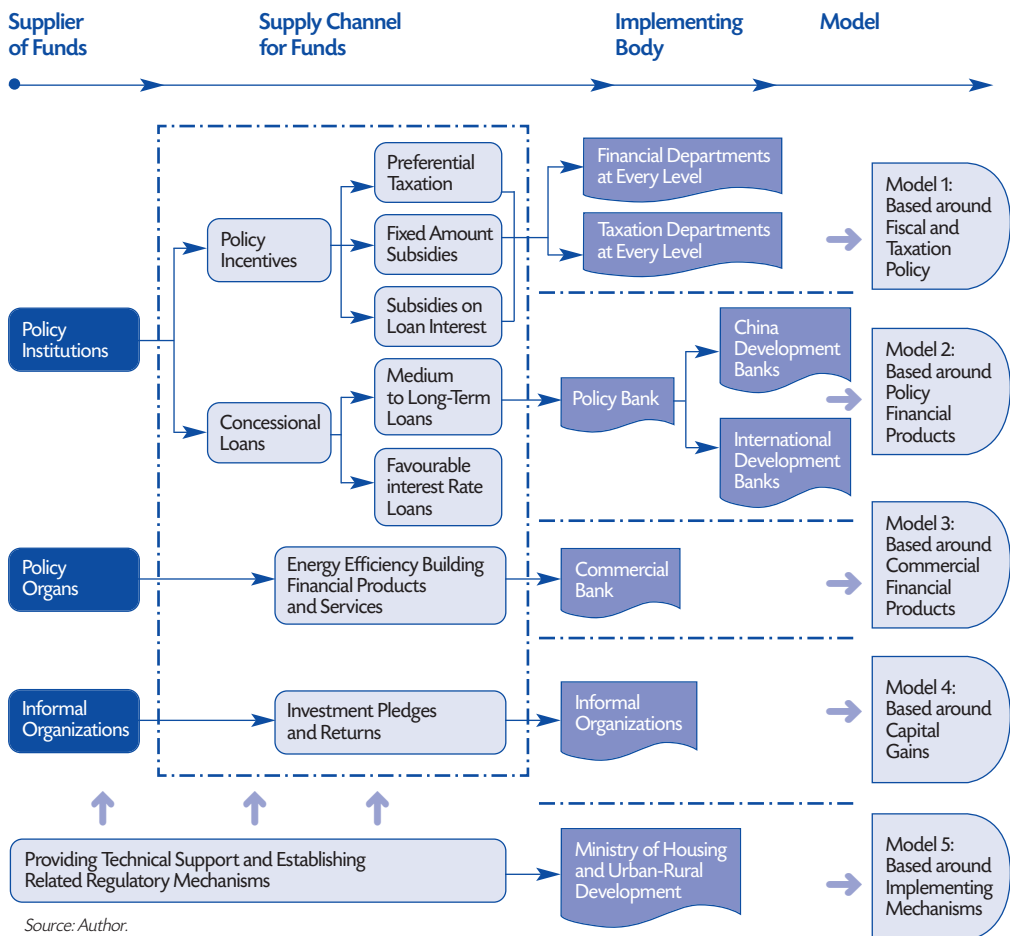 Supplier
of Funds
Supply Channel
for Funds
Implementing
Body
Model
Policy
Institutions
Policy
Incentives
Preferential
Taxation
Fixed Amount
Subsidies
Subsidies on
Loan Interest
Financial Departments
at Every Level
Taxation Departments
at Every Level
Model 1:
Based around
Fiscal and
Taxation
Policy
Concessional
Loans
Medium
to Long-Term
Loans
Favourable
interest Rate
Loans
Policy Bank
China
Development
Banks
International
Development
Banks
Model 2:
Based around
Policy
Financial
Products
Policy
Organs
Energy Efficiency Building
Financial Products
and Services
Commercial
Bank
Model 3:
Based around
Commercial
Financial
Products
Informal
Organizations
Investment Pledges
and Returns
Informal
Organizations
Model 4:
Based around
Capital
Gains
Providing Technical Support and Establishing
Related Regulatory Mechanisms
Ministry of Housing
and Urban-Rural
Development
Model 5:
Based around
Implementing
Mechanisms
Source: Author.